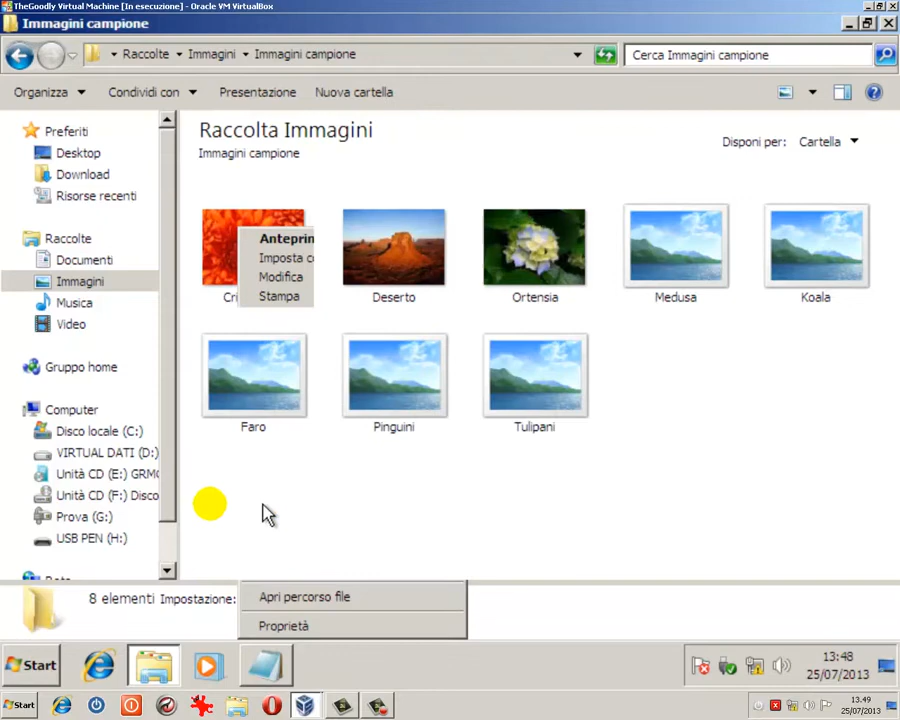 TheGoodly Virtual Machine [In esecuzione] - Oracle VM VirtualBox
Immagini campione
Raccolte Immagini Immagini campione
Cerca Immagini campione
Organizza Condividi con Presentazione Nuova cartella
Preferiti
Desktop
Download
Risorse recenti
Raccolte
Documenti
Immagini
Musica
Video
Gruppo home
Computer
Disco locale (C:)
VIRTUAL DATI (D:)
Unità CD (E:) GRMC
Unità CD (F:) Disco
Prova (G:)
USB PEN (H:)
Raccolta Immagini
Immagini campione
Disponi per: Cartella
Anteprin
Imposta co
Modifica
Stampa
Cri
Deserto
Ortensia
Medusa
Koala
Faro
Pinguini
Tulipani
8 elementi Impostazione:
Apri percorso file
Proprietà
Start
13:48
25/07/2013
Start
13.49
25/07/2013